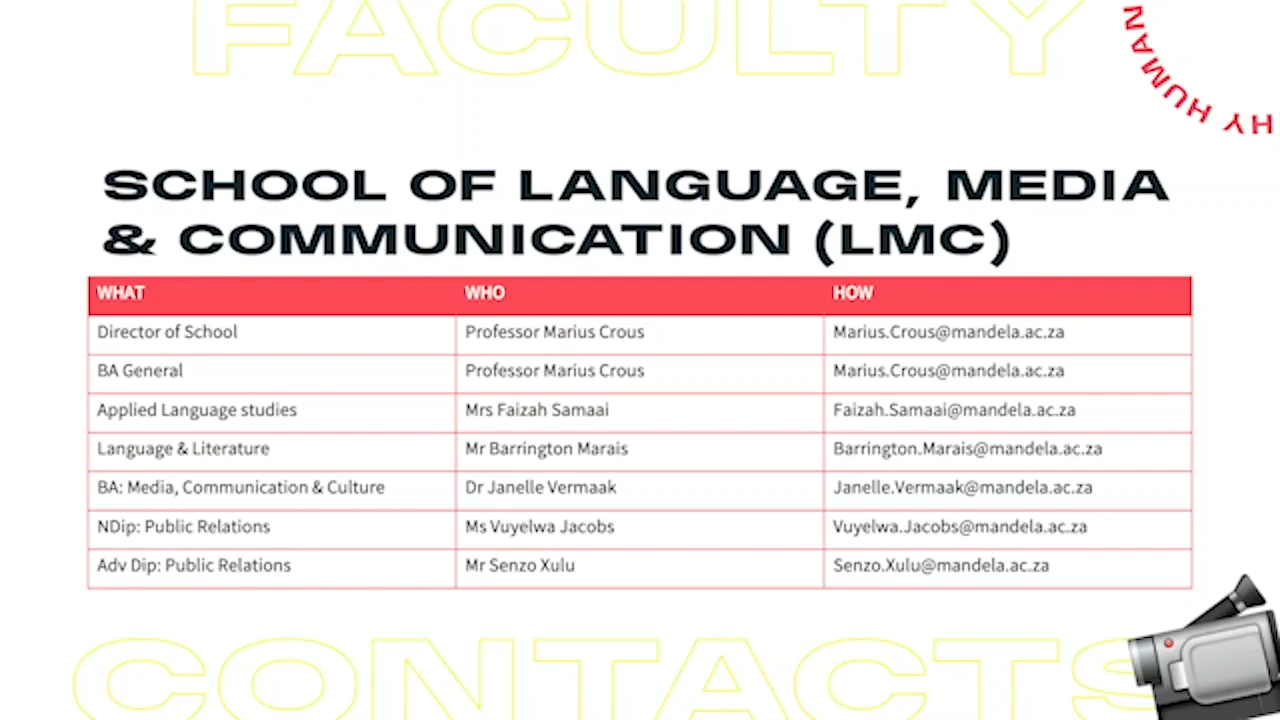 FACULTY
HY HUMAN
SCHOOL OF LANGUAGE, MEDIA
& COMMUNICATION (LMC)
WHAT WHO HOW
Director of School Professor Marius Crous Marius.Crous@mandela.ac.za
BA General Professor Marius Crous Marius.Crous@mandela.ac.za
Applied Language studies Mrs Faizah Samaai Faizah.Samaai@mandela.ac.za
Language & Literature Mr Barrington Marais Barrington.Marais@mandela.ac.za
BA: Media, Communication & Culture Dr Janelle Vermaak Janelle.Vermaak@mandela.ac.za
NDip: Public Relations Ms Vuyelwa Jacobs Vuyelwa.Jacobs@mandela.ac.za
Adv Dip: Public Relations Mr Senzo Xulu Senzo.Xulu@mandela.ac.za
CONTACTS